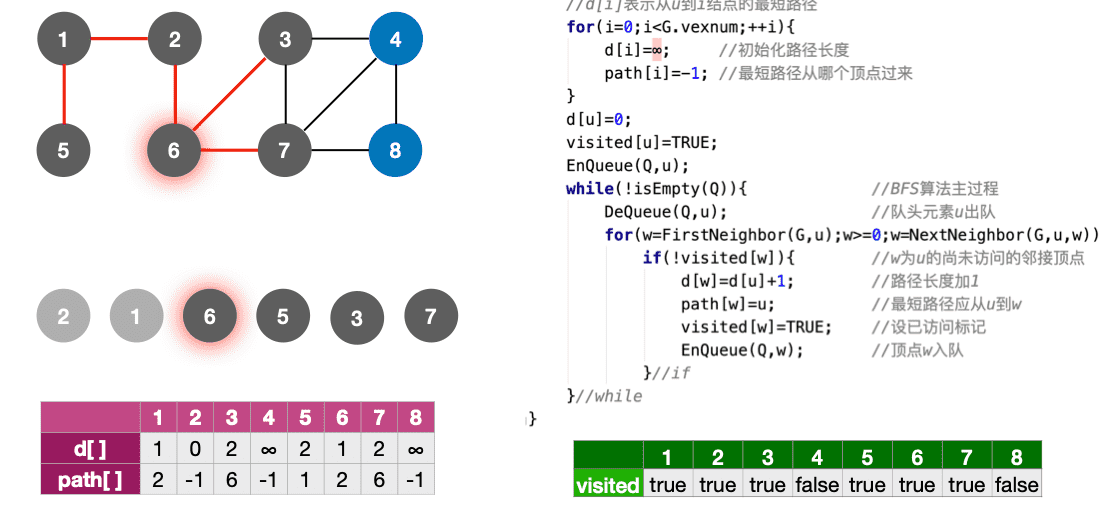 1 2 3 4
5 6 7 8
2 1 6 5 3 7
1 2 3 4 5 6 7 8
d[ ] 1 0 2 ∞ 2 1 2 ∞
path[ ] 2 -1 6 -1 1 2 6 -1
//d[i]表示从u到i结点的最短路径
for(i=0;i<G.vexnum;++i){
d[i]=∞; //初始化路径长度
path[i]=-1; //最短路径从哪个顶点过来
}
d[u]=0;
visited[u]=TRUE;
EnQueue(Q,u);
while(!isEmpty(Q)){ //BFS算法主过程
DeQueue(Q,u); //队头元素u出队
for(w=FirstNeighbor(G,u);w>=0;w=NextNeighbor(G,u,w))
if(!visited[w]){ //w为u的尚未访问的邻接顶点
d[w]=d[u]+1; //路径长度加1
path[w]=u; //最短路径应从u到w
visited[w]=TRUE; //设已访问标记
EnQueue(Q,w); //顶点w入队
}//if
}//while
}
1 2 3 4 5 6 7 8
visited true true true false true true true false